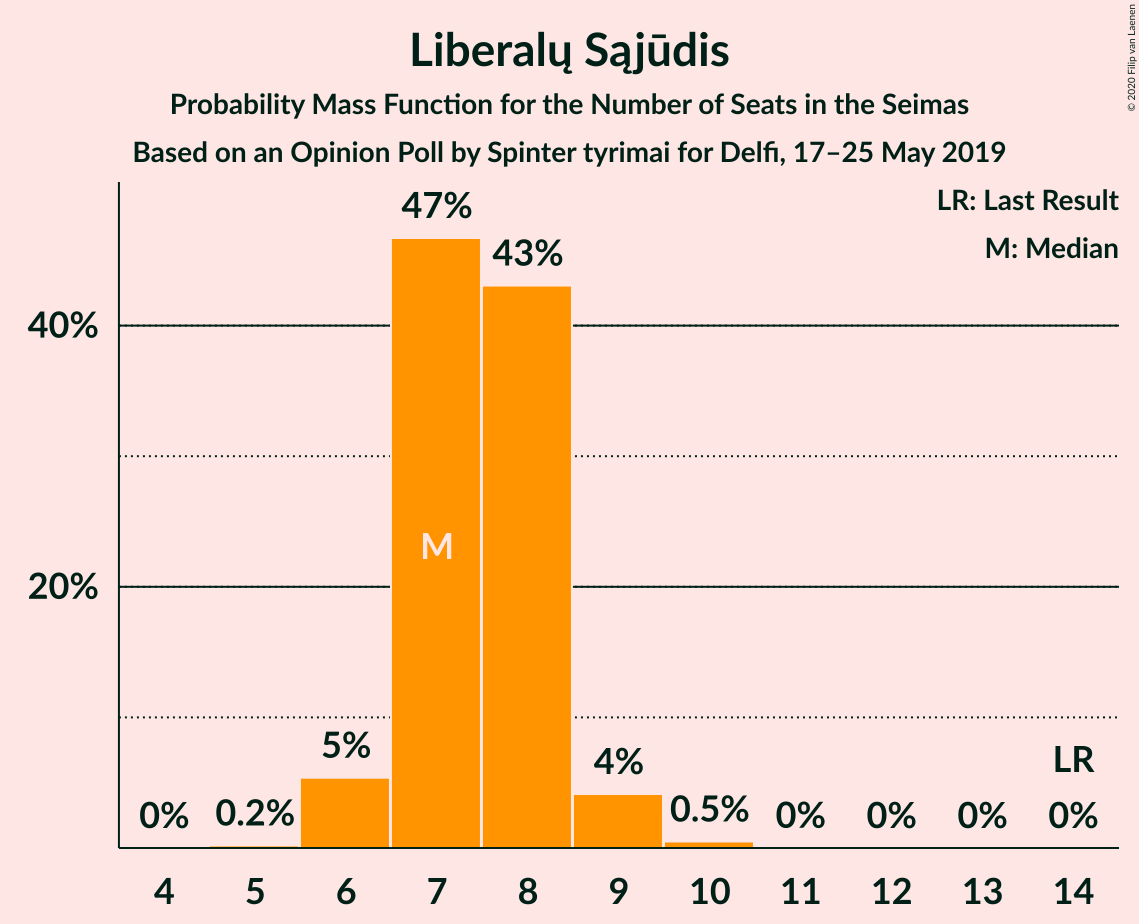 Liberalų Sąjūdis
Probability Mass Function for the Number of Seats in the Seimas
Based on an Opinion Poll by Spinter tyrimai for Delfi, 17–25 May 2019
© 2020 Filip van Laenen
LR: Last Result
M: Median
47%
43%
40%
M
20%
5%
4%
LR
0%
0.2%
0.5%
0%
0%
0%
0%
4 5 6 7 8 9 10 11 12 13 14